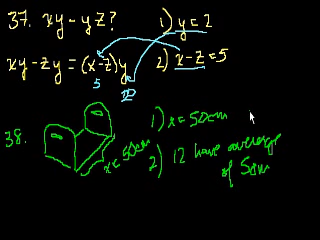 37. xy - yz?
1) y = 2
xy - zy = (x-z)y
2) x-z = 5
5
2
38.
x = 50cm
1) x = 50cm
2) 12 have average
of 50cm